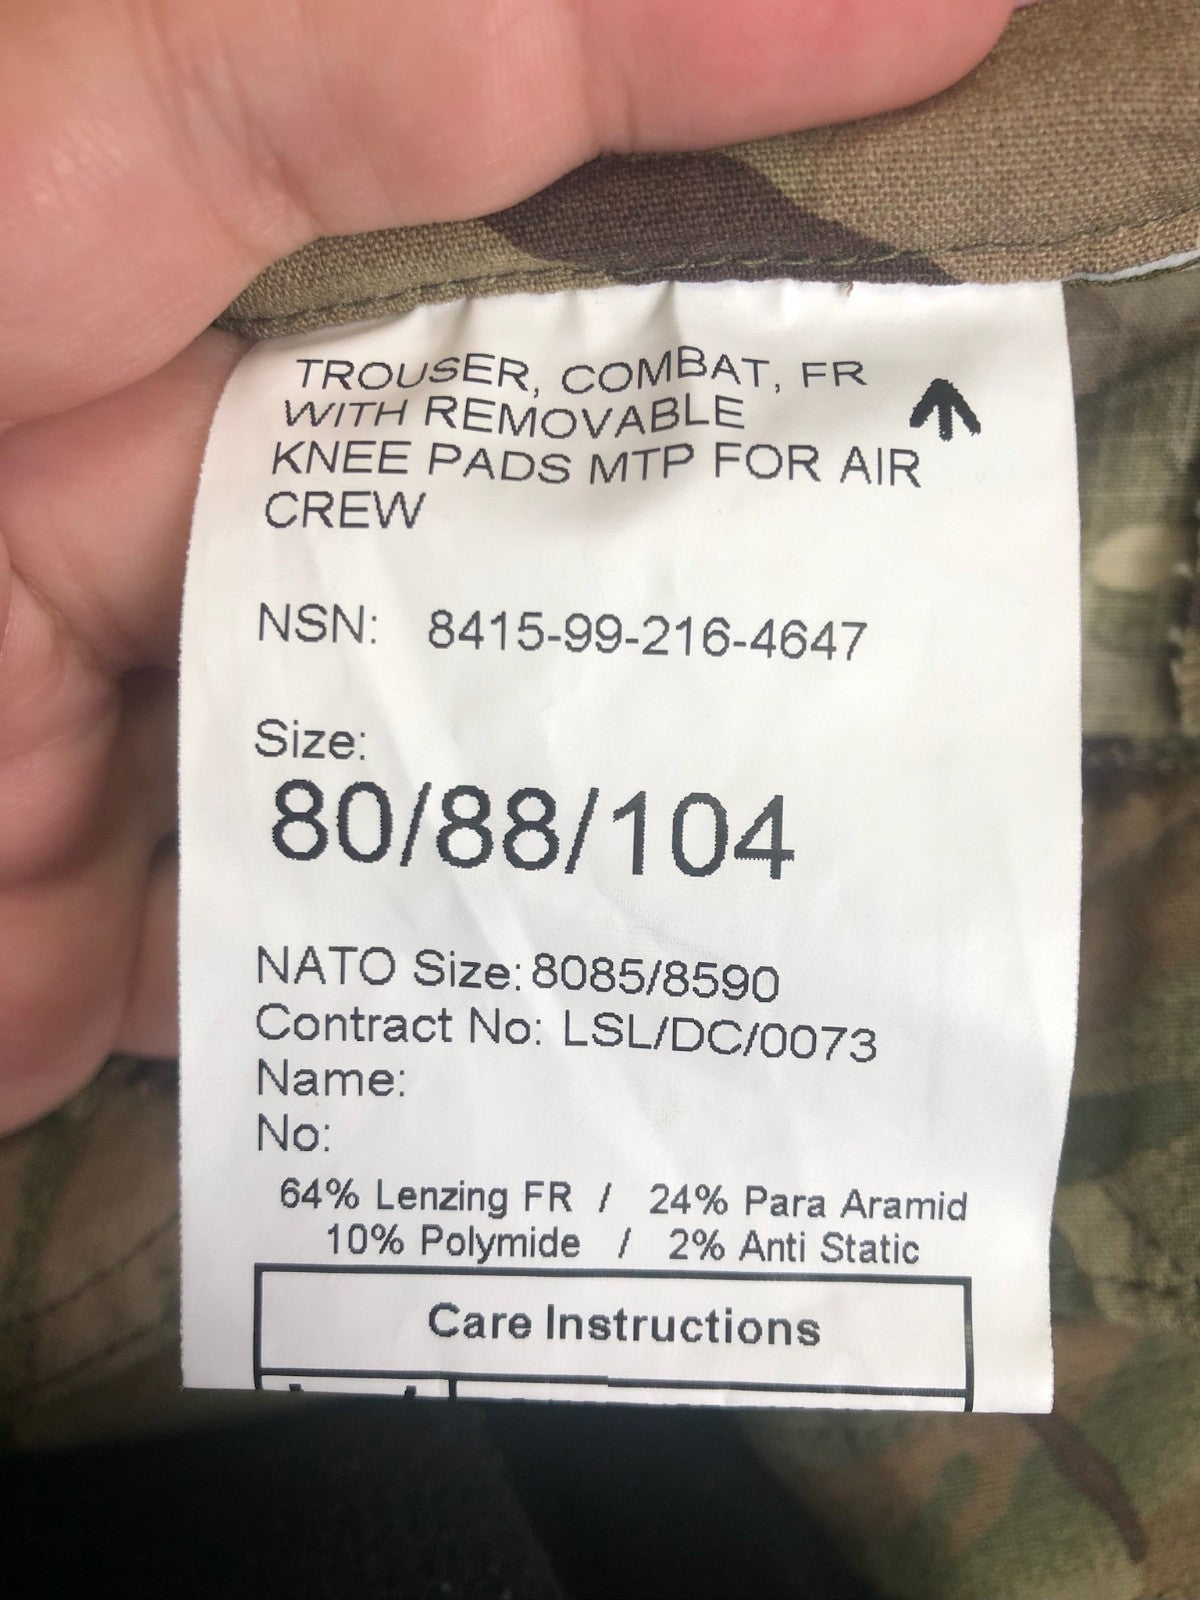 TROUSER, COMBAT, FR
WITH REMOVABLE
KNEE PADS MTP FOR AIR
CREW
NSN: 8415-99-216-4647
Size:
80/88/104
NATO Size: 8085/8590
Contract No: LSL/DC/0073
Name:
No:
64% Lenzing FR / 24% Para Aramid
10% Polymide / 2% Anti Static
Care Instructions